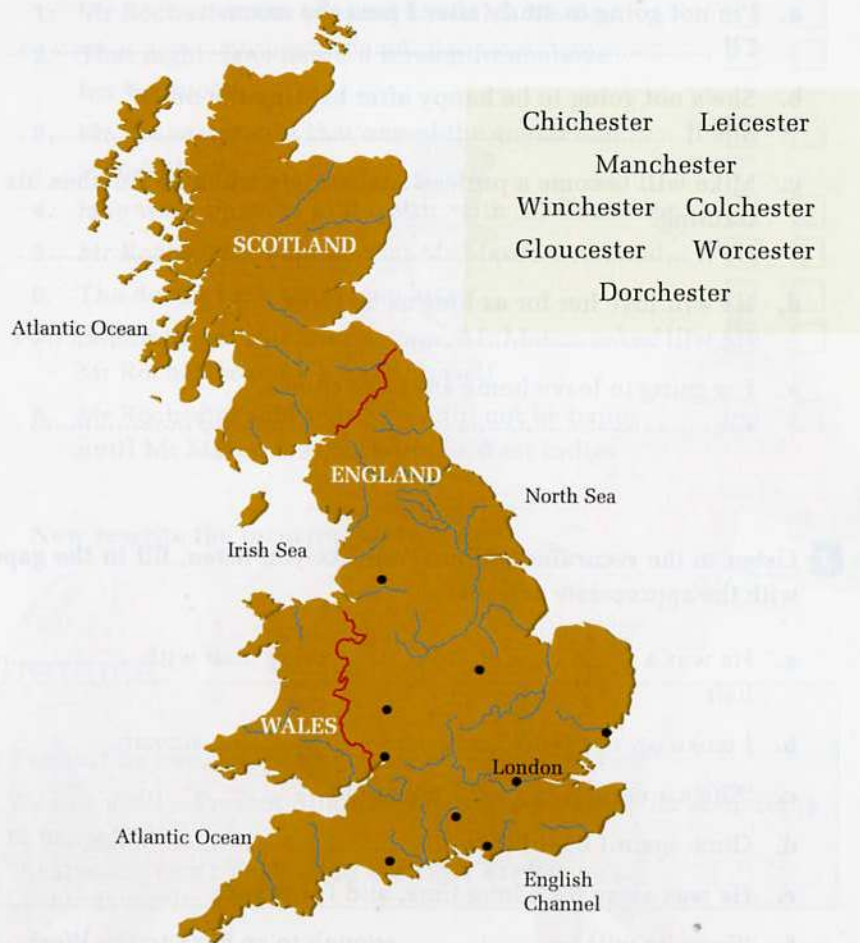 Chichester Leicester
Manchester
Winchester Colchester
Gloucester Worcester
Dorchester
SCOTLAND
Atlantic Ocean
ENGLAND
North Sea
Irish Sea
WALES
London
Atlantic Ocean
English
Channel